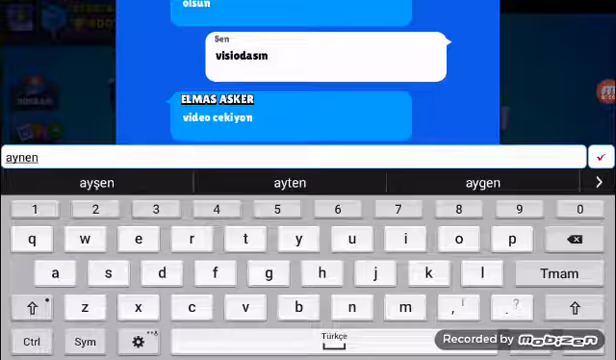 olsun
Sen
visiodasın
ELMAS ASKER
video cekiyon
aynen
ayşen ayten aygen
1 2 3 4 5 6 7 8 9 0
q w e r t y u ı o p
a s d f g h j k l Tmam
z x c v b n m , ! . ?
Ctrl Sym Türkçe
Recorded by mobizen